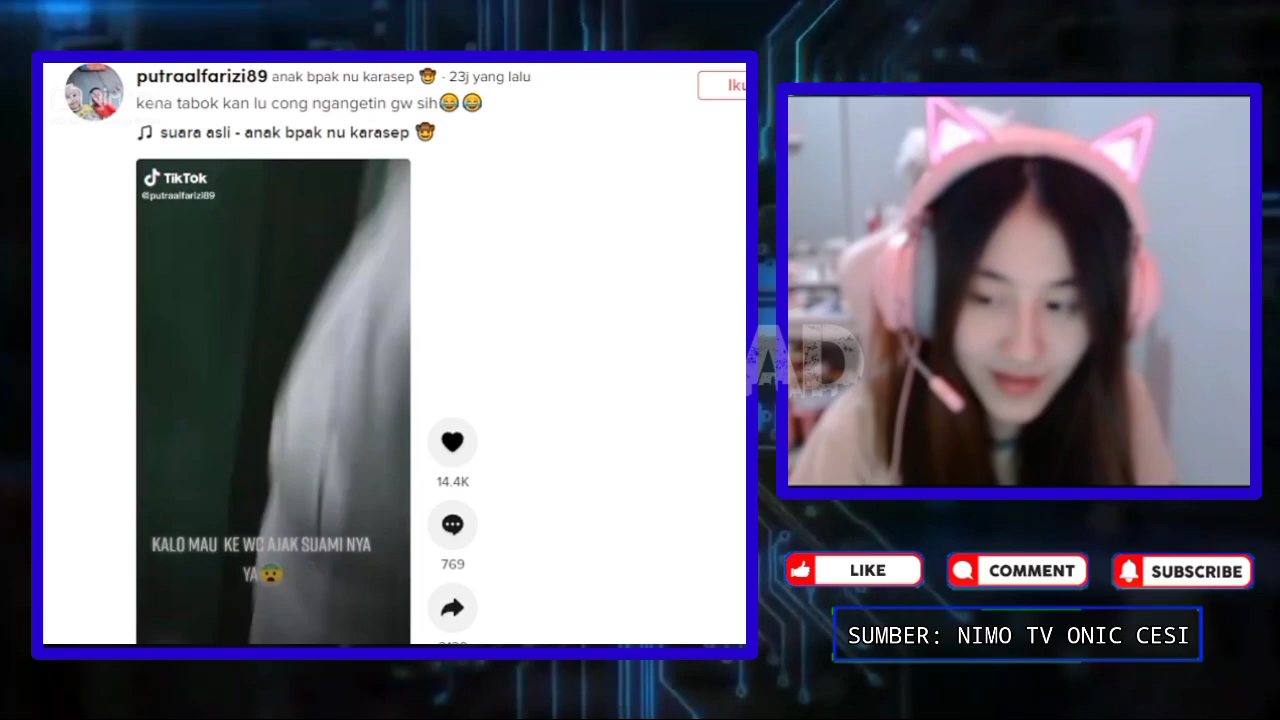 putraalfarizi89 anak bpak nu karasep 🤠 · 23j yang lalu
kena tabok kan lu cong ngangetin gw sih😂😂
suara asli - anak bpak nu karasep 🤠
TikTok
@putraalfarizi89
KALO MAU KE WC AJAK SUAMI NYA
YA😨
14.4K
769
AD
LIKE
COMMENT
SUBSCRIBE
SUMBER: NIMO TV ONIC CESI